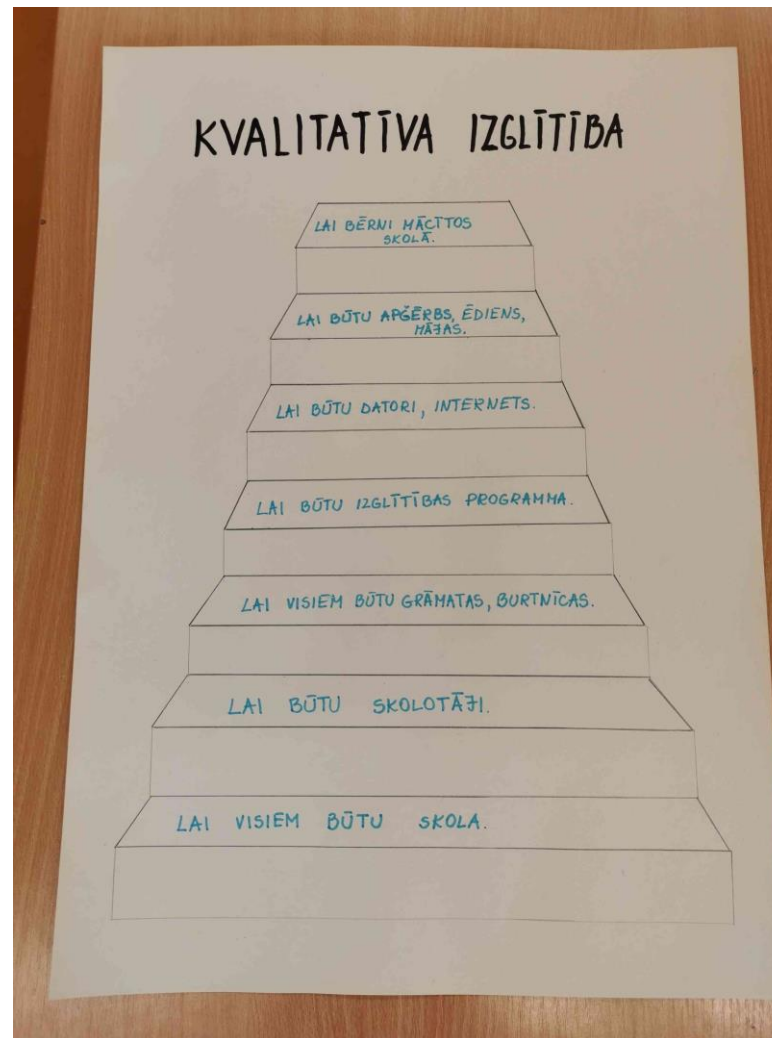 KVALITATĪVA IZGLĪTĪBA
LAI BĒRNI MĀCĪTOS
SKOLĀ.
LAI BŪTU APĢĒRBS, ĒDIENS,
MĀJAS.
LAI BŪTU DATORI, INTERNETS.
LAI BŪTU IZGLĪTĪBAS PROGRAMMA.
LAI VISIEM BŪTU GRĀMATAS, BURTNĪCAS.
LAI BŪTU SKOLOTĀJI.
LAI VISIEM BŪTU SKOLA.